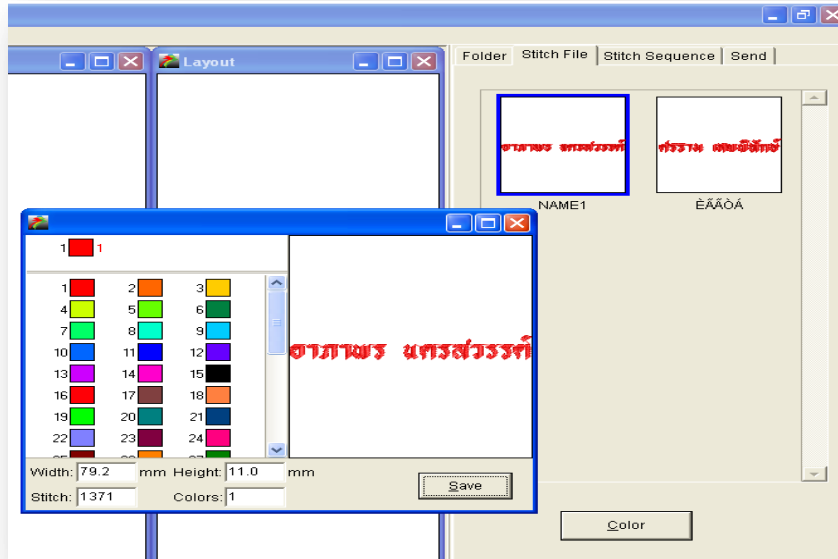 Layout
Folder Stitch File Stitch Sequence Send
อาภาพร นครสวรรค์ ศรราม เทพพิทักษ์
NAME1 ÈÃÃÒÁ
1 1
1 2 3
4 5 6
7 8 9
10 11 12
13 14 15
16 17 18
19 20 21
22 23 24
อาภาพร นครสวรรค์
Width: 79.2 mm Height: 11.0 mm
Stitch: 1371 Colors: 1
Save
Color